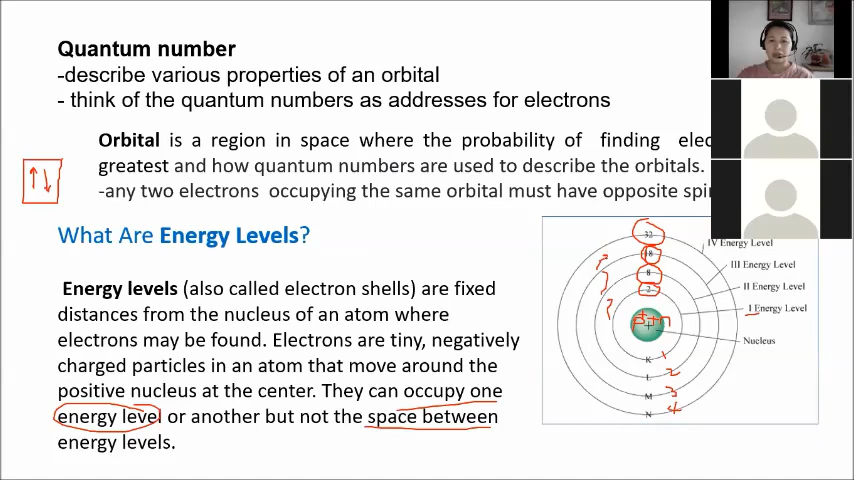 Quantum number
-describe various properties of an orbital
- think of the quantum numbers as addresses for electrons
Orbital is a region in space where the probability of finding elec
greatest and how quantum numbers are used to describe the orbitals.
-any two electrons occupying the same orbital must have opposite spi
What Are Energy Levels?
Energy levels (also called electron shells) are fixed
distances from the nucleus of an atom where
electrons may be found. Electrons are tiny, negatively
charged particles in an atom that move around the
positive nucleus at the center. They can occupy one
energy level or another but not the space between
energy levels.
32
18
8
2
IV Energy Level
III Energy Level
II Energy Level
I Energy Level
Nucleus
p+n
+
K 1
L 2
M 3
N 4